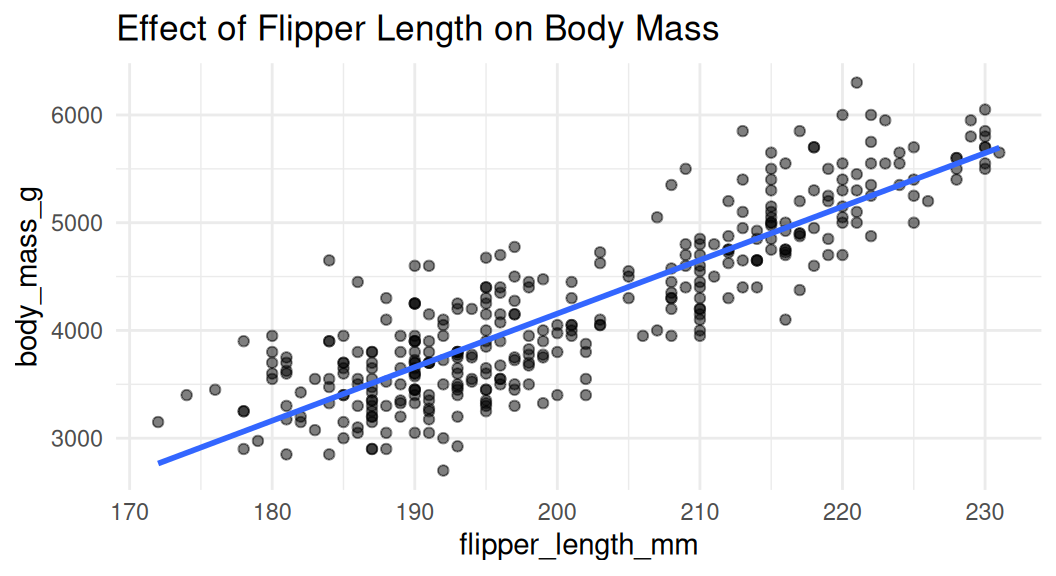 Effect of Flipper Length on Body Mass
body_mass_g
6000
5000
4000
3000
170 180 190 200 210 220 230
flipper_length_mm